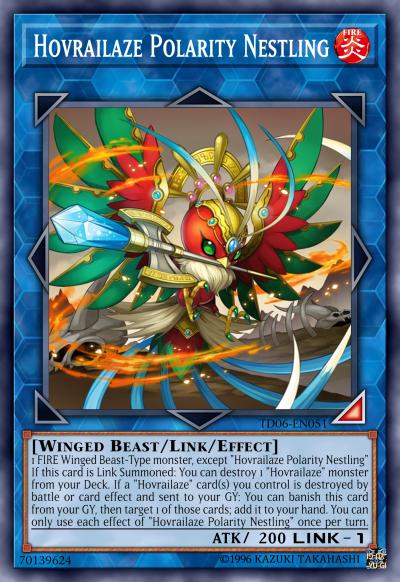 HOVRAILAZE POLARITY NESTLING
FIRE
炎
TD06-EN051
[WINGED BEAST/LINK/EFFECT]
1 FIRE Winged Beast-Type monster, except "Hovrailaze Polarity Nestling"
If this card is Link Summoned: You can destroy 1 "Hovrailaze" monster
from your Deck. If a "Hovrailaze" card(s) you control is destroyed by
battle or card effect and sent to your GY: You can banish this card
from your GY, then target 1 of those cards; add it to your hand. You can
only use each effect of "Hovrailaze Polarity Nestling" once per turn.
ATK/ 200 LINK-1
70139624
©1996 KAZUKI TAKAHASHI